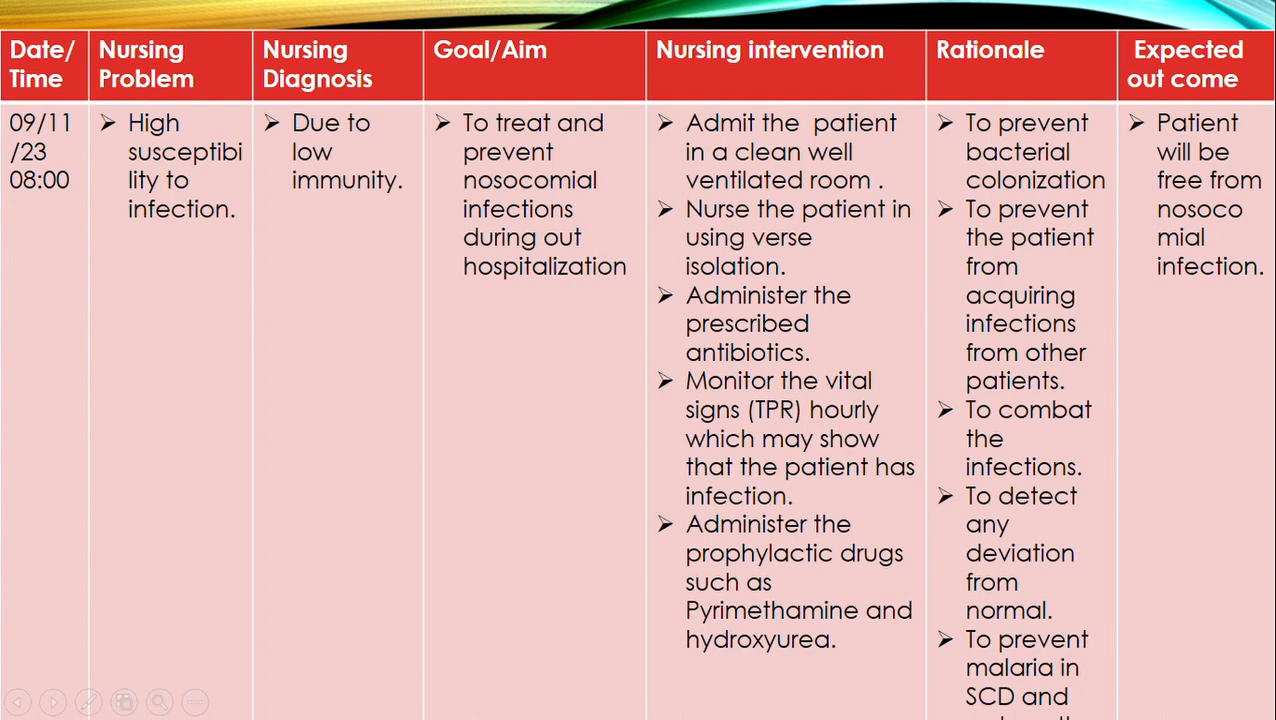 Date/
Time
Nursing
Problem
Nursing
Diagnosis
Goal/Aim
Nursing intervention
Rationale
Expected
out come
09/11
/23
08:00
➢ High
susceptibi
lity to
infection.
➢ Due to
low
immunity.
➢ To treat and
prevent
nosocomial
infections
during out
hospitalization
➢ Admit the patient
in a clean well
ventilated room .
➢ Nurse the patient in
using verse
isolation.
➢ Administer the
prescribed
antibiotics.
➢ Monitor the vital
signs (TPR) hourly
which may show
that the patient has
infection.
➢ Administer the
prophylactic drugs
such as
Pyrimethamine and
hydroxyurea.
➢ To prevent
bacterial
colonization
➢ To prevent
the patient
from
acquiring
infections
from other
patients.
➢ To combat
the
infections.
➢ To detect
any
deviation
from
normal.
➢ To prevent
malaria in
SCD and
➢ Patient
will be
free from
nosoco
mial
infection.